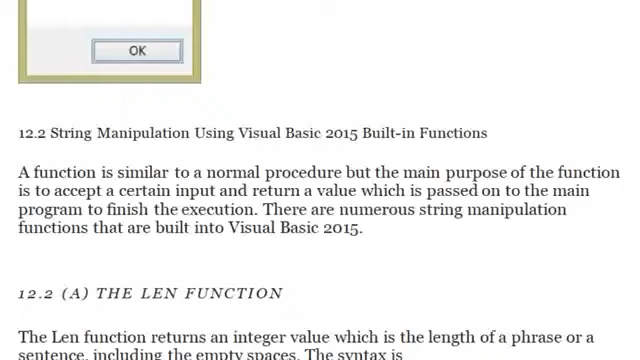 OK
12.2 String Manipulation Using Visual Basic 2015 Built-in Functions
A function is similar to a normal procedure but the main purpose of the function
is to accept a certain input and return a value which is passed on to the main
program to finish the execution. There are numerous string manipulation
functions that are built into Visual Basic 2015.
12.2 (A) THE LEN FUNCTION
The Len function returns an integer value which is the length of a phrase or a
sentence, including the empty spaces. The syntax is